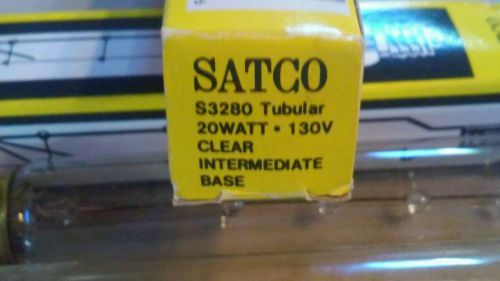 SATCO
S3280 Tubular
20WATT • 130V
CLEAR
INTERMEDIATE
BASE